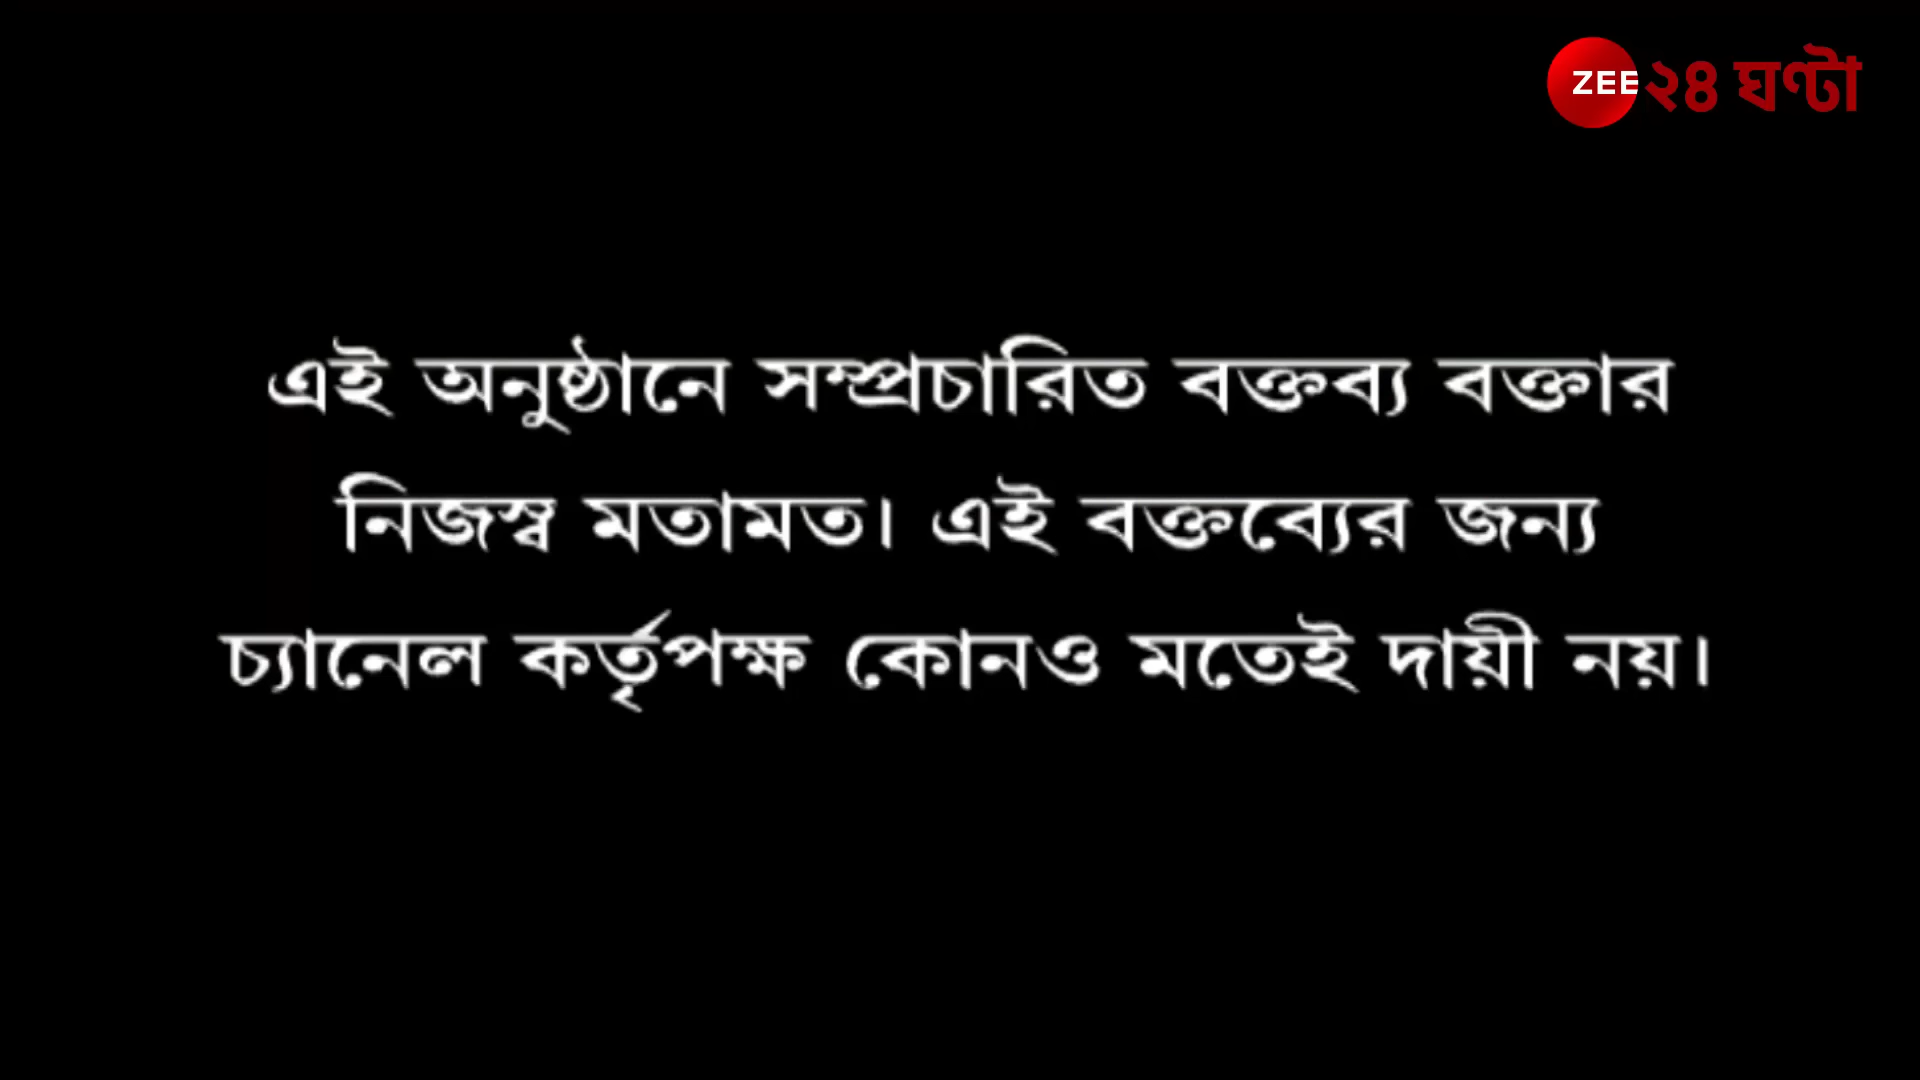 ZEE ২৪ ঘণ্টা
এই অনুষ্ঠানে সম্প্রচারিত বক্তব্য বক্তার
নিজস্ব মতামত। এই বক্তব্যের জন্য
চ্যানেল কর্তৃপক্ষ কোনও মতেই দায়ী নয়।